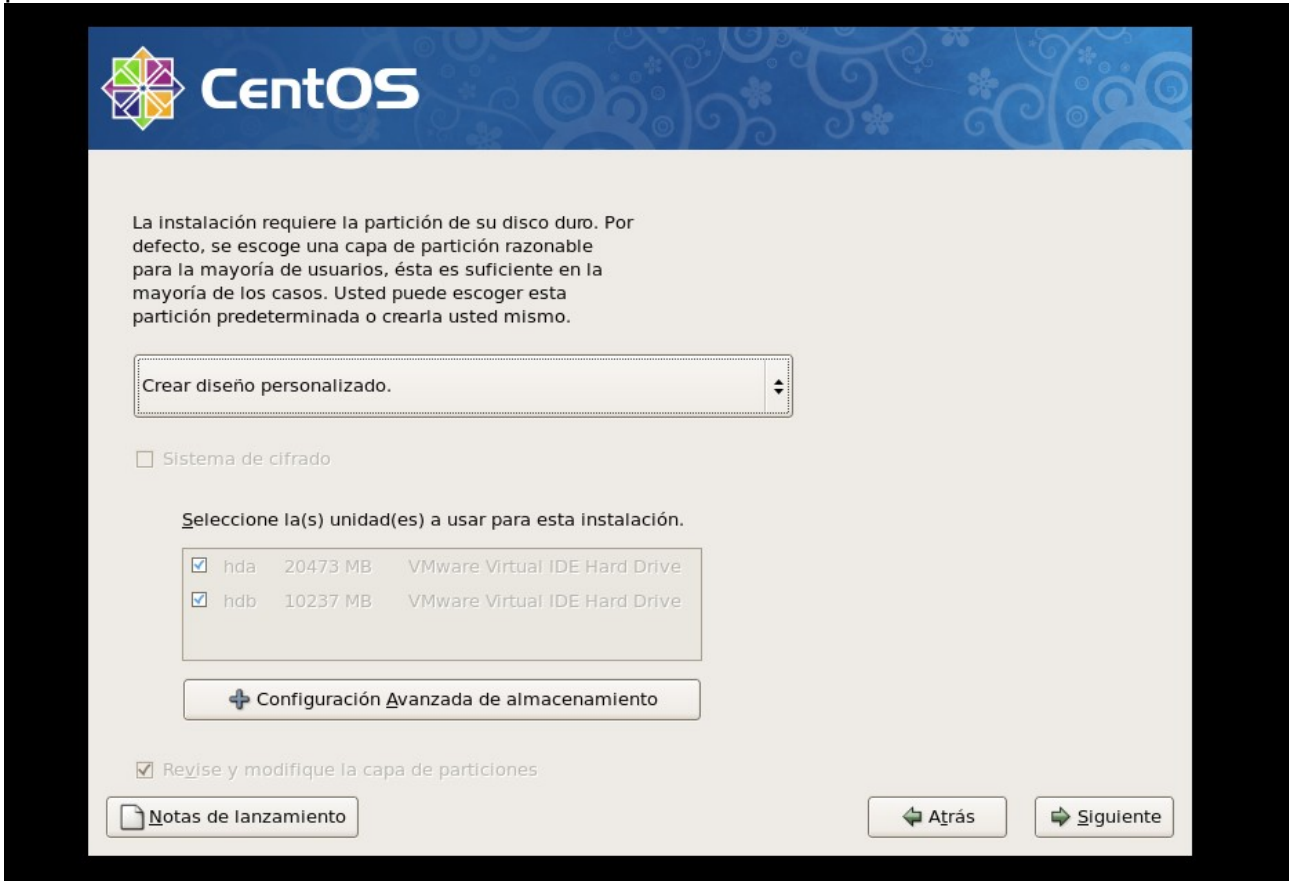 CentOS
La instalación requiere la partición de su disco duro. Por
defecto, se escoge una capa de partición razonable
para la mayoría de usuarios, ésta es suficiente en la
mayoría de los casos. Usted puede escoger esta
partición predeterminada o crearla usted mismo.
Crear diseño personalizado.
Sistema de cifrado
Seleccione la(s) unidad(es) a usar para esta instalación.
hda 20473 MB VMware Virtual IDE Hard Drive
hdb 10237 MB VMware Virtual IDE Hard Drive
Configuración Avanzada de almacenamiento
Revise y modifique la capa de particiones
Notas de lanzamiento Atrás Siguiente